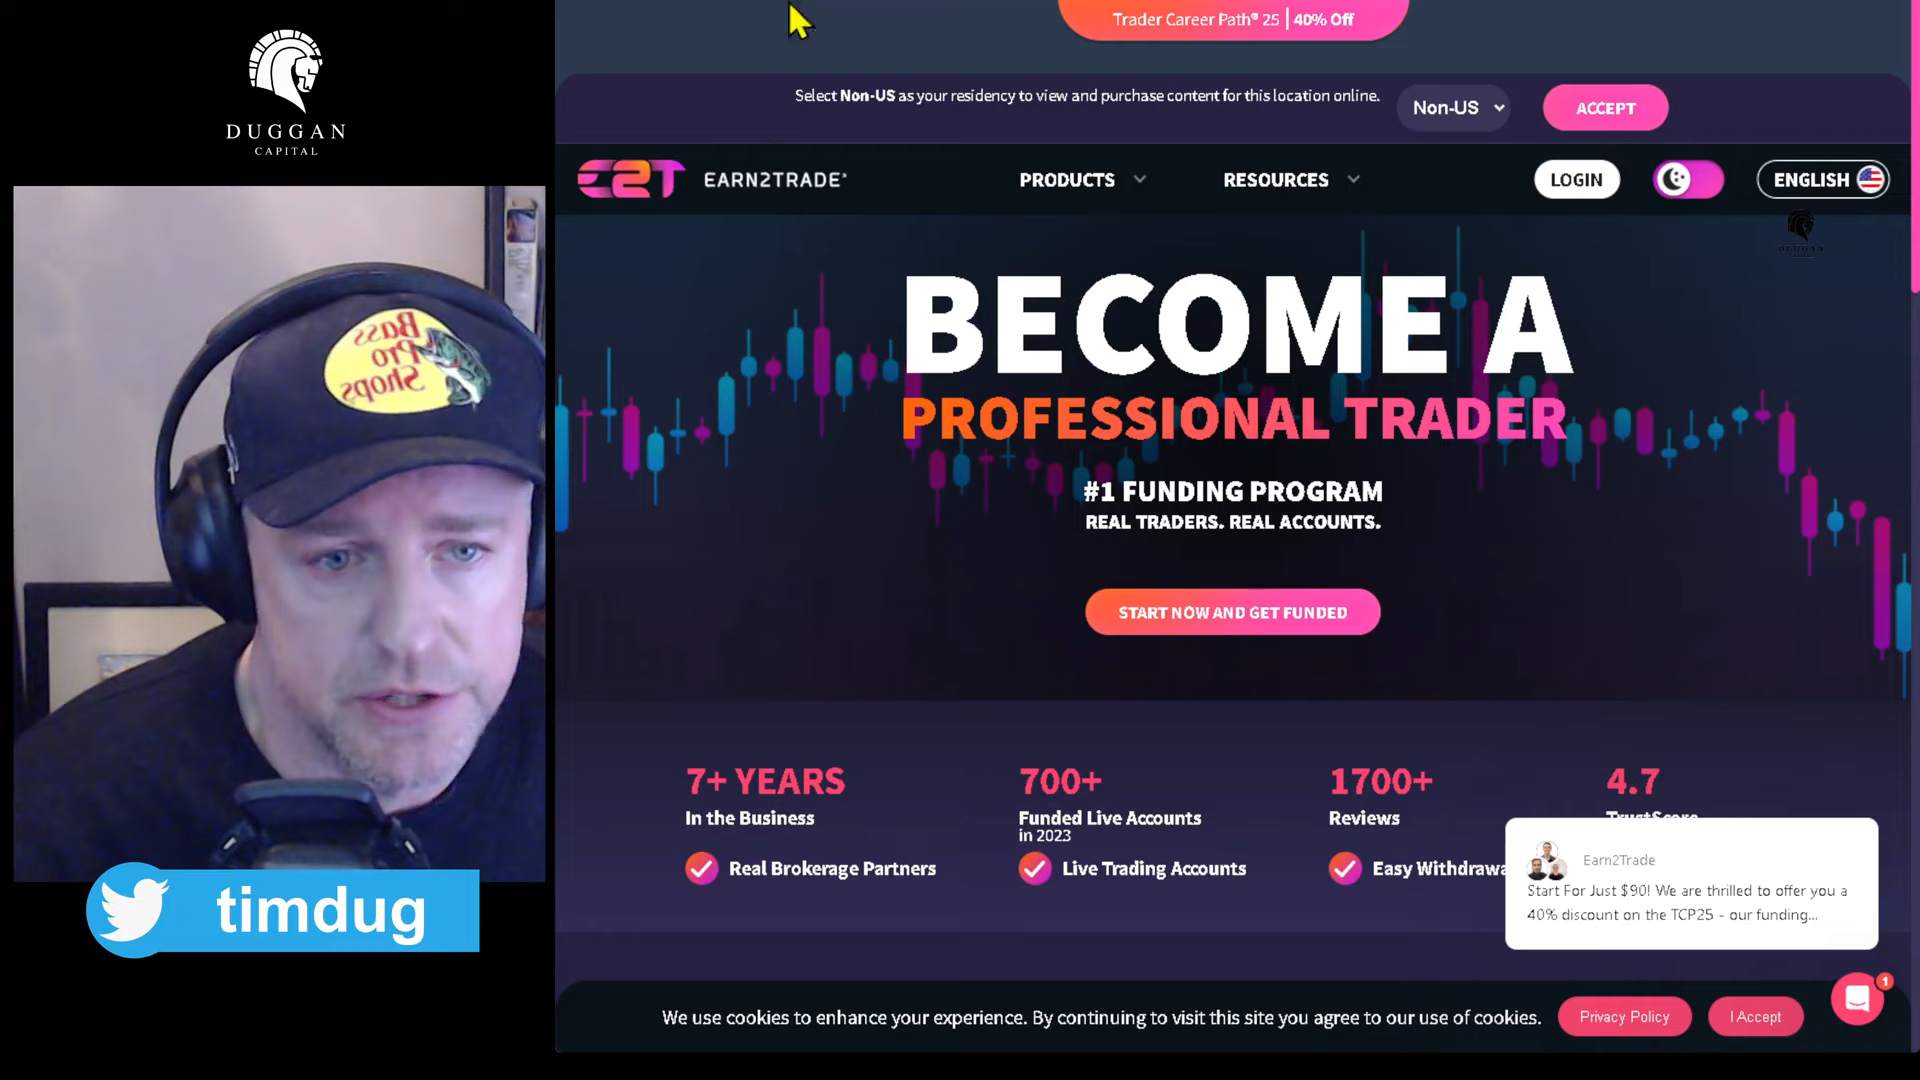 DUGGAN
CAPITAL
Bass
Pro
Shops
timdug
Trader Career Path® 25 | 40% Off
Select Non-US as your residency to view and purchase content for this location online.
Non-US
ACCEPT
E2T EARN2TRADE®
PRODUCTS
RESOURCES
LOGIN
ENGLISH
DUGGAN
BECOME A
PROFESSIONAL TRADER
#1 FUNDING PROGRAM
REAL TRADERS. REAL ACCOUNTS.
START NOW AND GET FUNDED
7+ YEARS
In the Business
700+
Funded Live Accounts
in 2023
1700+
Reviews
4.7
TrustScore
Real Brokerage Partners
Live Trading Accounts
Easy Withdrawa
Earn2Trade
Start For Just $90! We are thrilled to offer you a
40% discount on the TCP25 - our funding...
1
We use cookies to enhance your experience. By continuing to visit this site you agree to our use of cookies.
Privacy Policy
I Accept